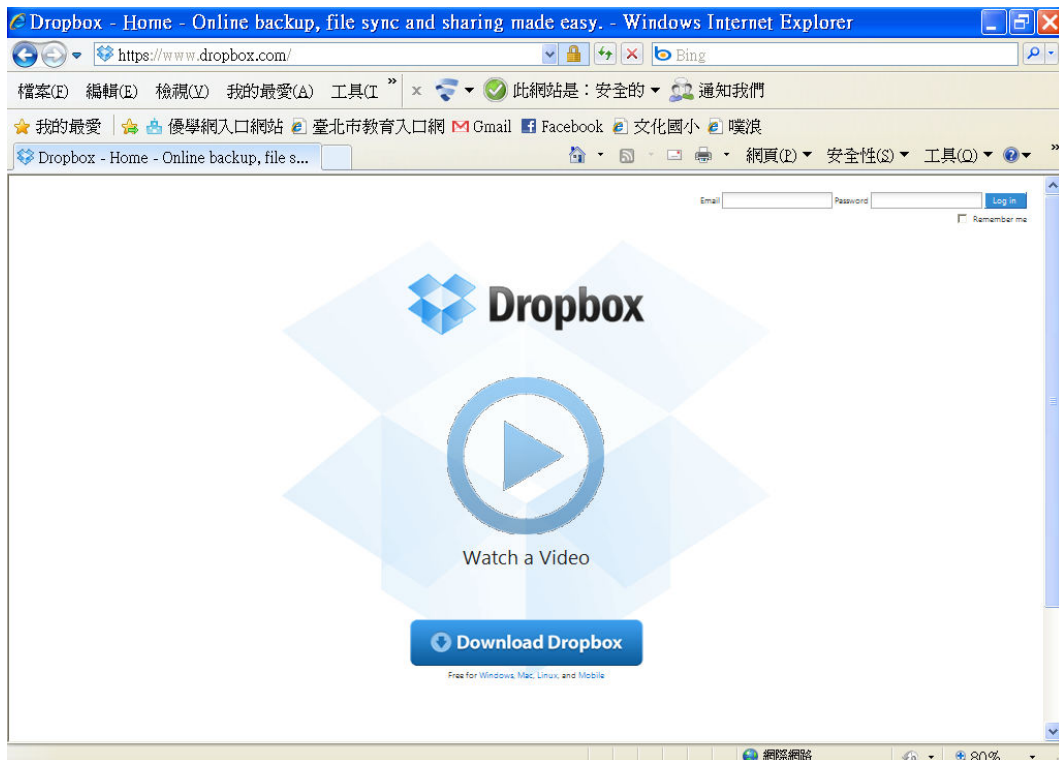 Dropbox - Home - Online backup, file sync and sharing made easy. - Windows Internet Explorer
https://www.dropbox.com/ Bing
檔案(F) 編輯(E) 檢視(V) 我的最愛(A) 工具(T » x 此網站是：安全的 通知我們
我的最愛 優學網入口網站 臺北市教育入口網 Gmail Facebook 文化國小 噗浪
Dropbox - Home - Online backup, file s... 網頁(P) 安全性(S) 工具(O) »
Email Password Log in
Remember me
Dropbox
Watch a Video
Download Dropbox
Free for Windows, Mac, Linux, and Mobile
網際網路 80%